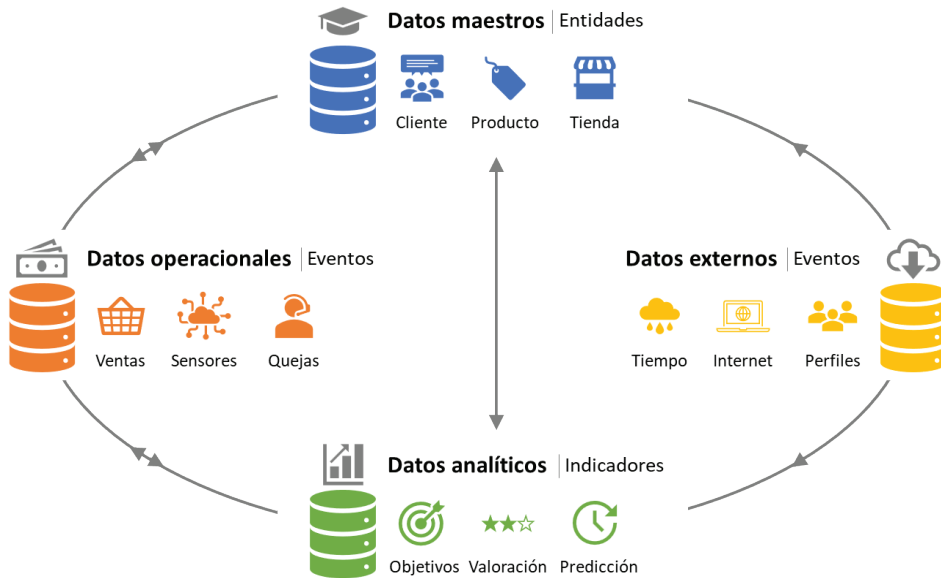 Datos maestros | Entidades
Cliente Producto Tienda
Datos operacionales | Eventos
Ventas Sensores Quejas
Datos externos | Eventos
Tiempo Internet Perfiles
Datos analíticos | Indicadores
Objetivos Valoración Predicción